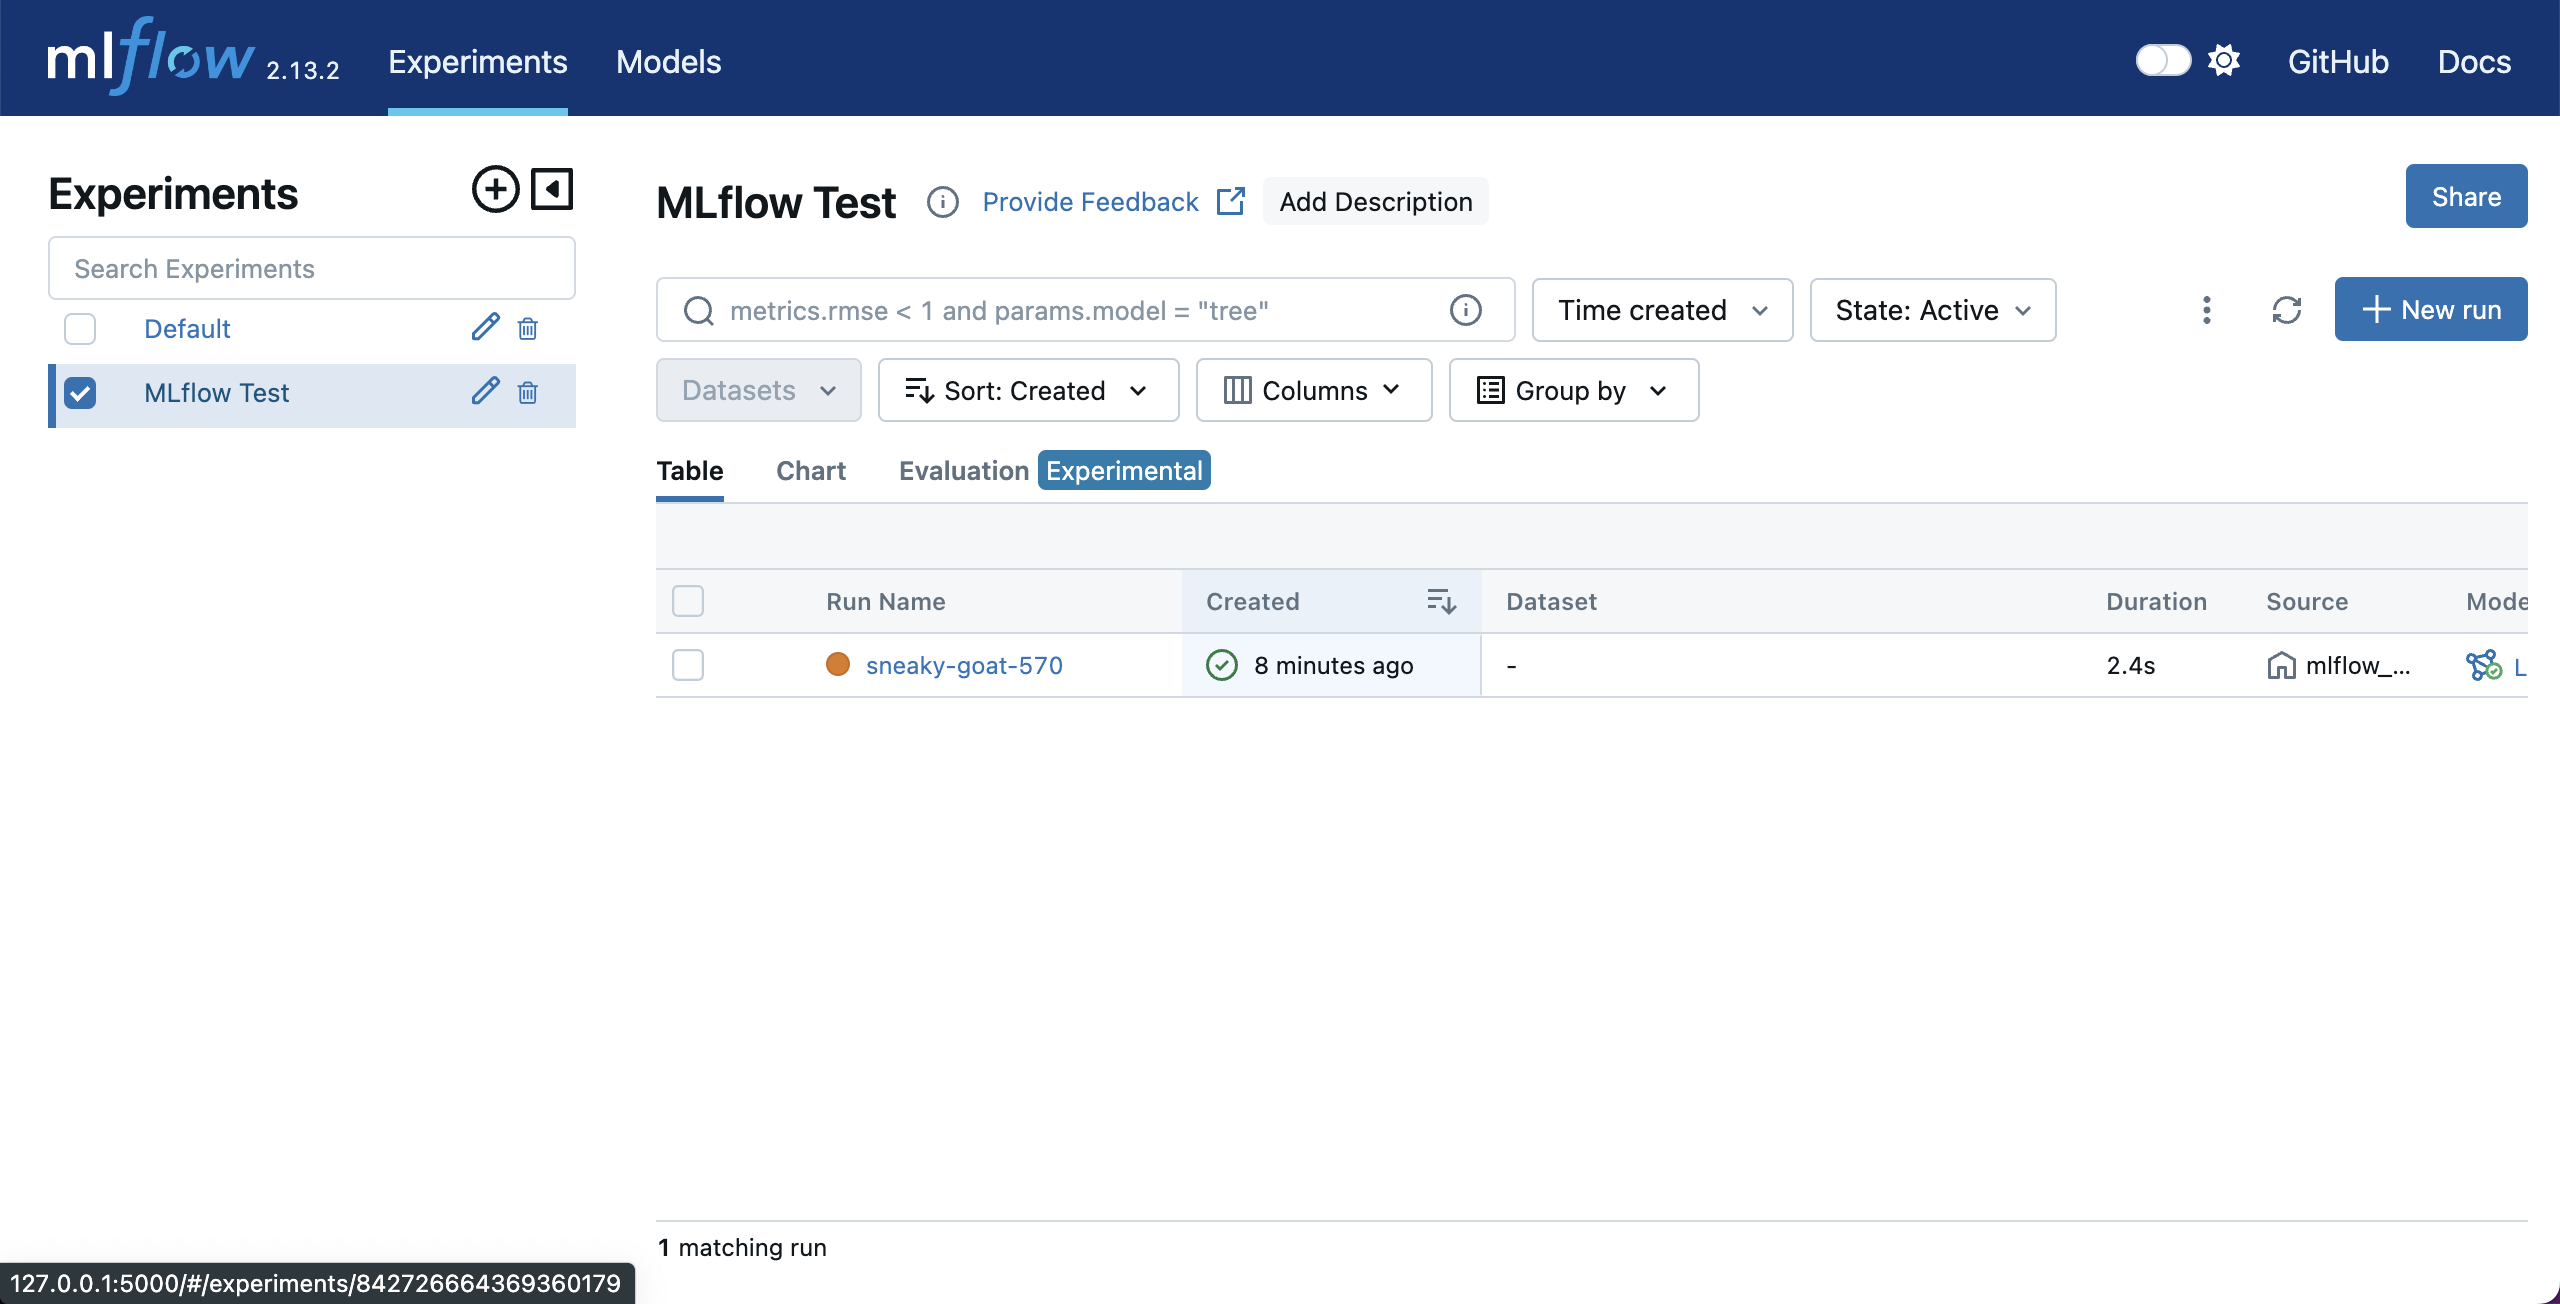 mlflow 2.13.2 Experiments Models GitHub Docs
Experiments
Search Experiments
Default
MLflow Test
MLflow Test Provide Feedback Add Description Share
metrics.rmse < 1 and params.model = "tree" Time created State: Active New run
Datasets Sort: Created Columns Group by
Table Chart Evaluation Experimental
Run Name Created Dataset Duration Source Mode
sneaky-goat-570 8 minutes ago - 2.4s mlflow_... L
1 matching run
127.0.0.1:5000/#/experiments/842726664369360179